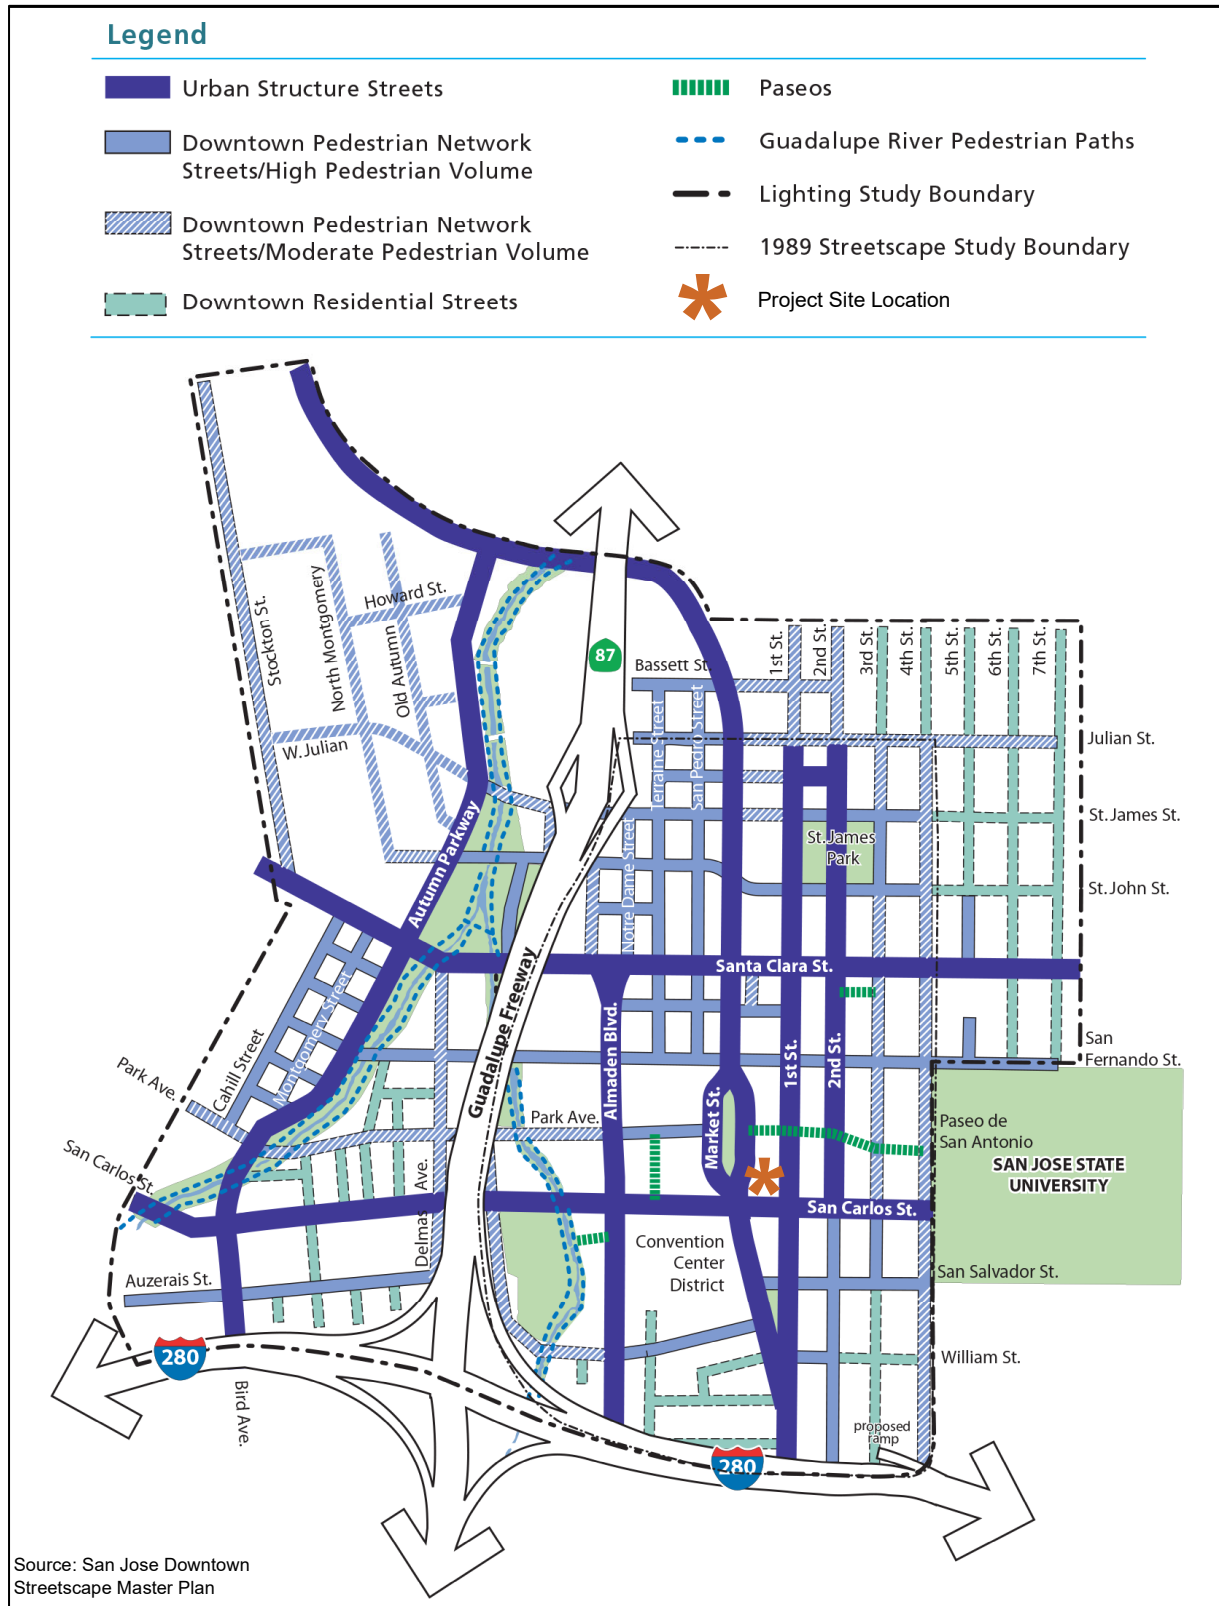 Legend
Urban Structure Streets
Downtown Pedestrian Network
Streets/High Pedestrian Volume
Downtown Pedestrian Network
Streets/Moderate Pedestrian Volume
Downtown Residential Streets
Paseos
Guadalupe River Pedestrian Paths
Lighting Study Boundary
1989 Streetscape Study Boundary
Project Site Location
Stockton St.
North Montgomery
Howard St.
Old Autumn
W. Julian
87
Bassett St.
1st St.
2nd St.
3rd St.
4th St.
5th St.
6th St.
7th St.
Terraine Street
San Pedro Street
Julian St.
St. James St.
St. James
Park
St. John St.
Autumn Parkway
Notre Dame Street
Santa Clara St.
Guadalupe Freeway
Almaden Blvd.
Cahill Street
Montgomery Street
Park Ave.
San Carlos St.
San
Fernando St.
1st St.
2nd St.
Market St.
Park Ave.
Paseo de
San Antonio
SAN JOSE STATE
UNIVERSITY
San Carlos St.
Delmas Ave.
Convention
Center
District
San Salvador St.
Auzerais St.
280
Bird Ave.
William St.
proposed
ramp
280
Source: San Jose Downtown
Streetscape Master Plan